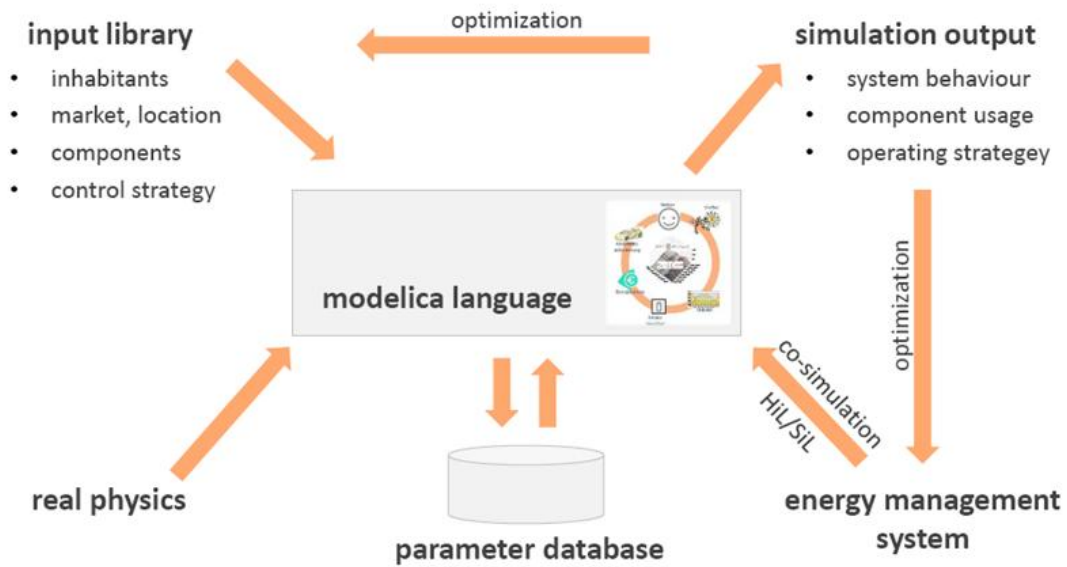 optimization
input library
• inhabitants
• market, location
• components
• control strategy
simulation output
• system behaviour
• component usage
• operating strategey
modelica language
optimization
co-simulation
HiL/SiL
real physics
parameter database
energy management
system